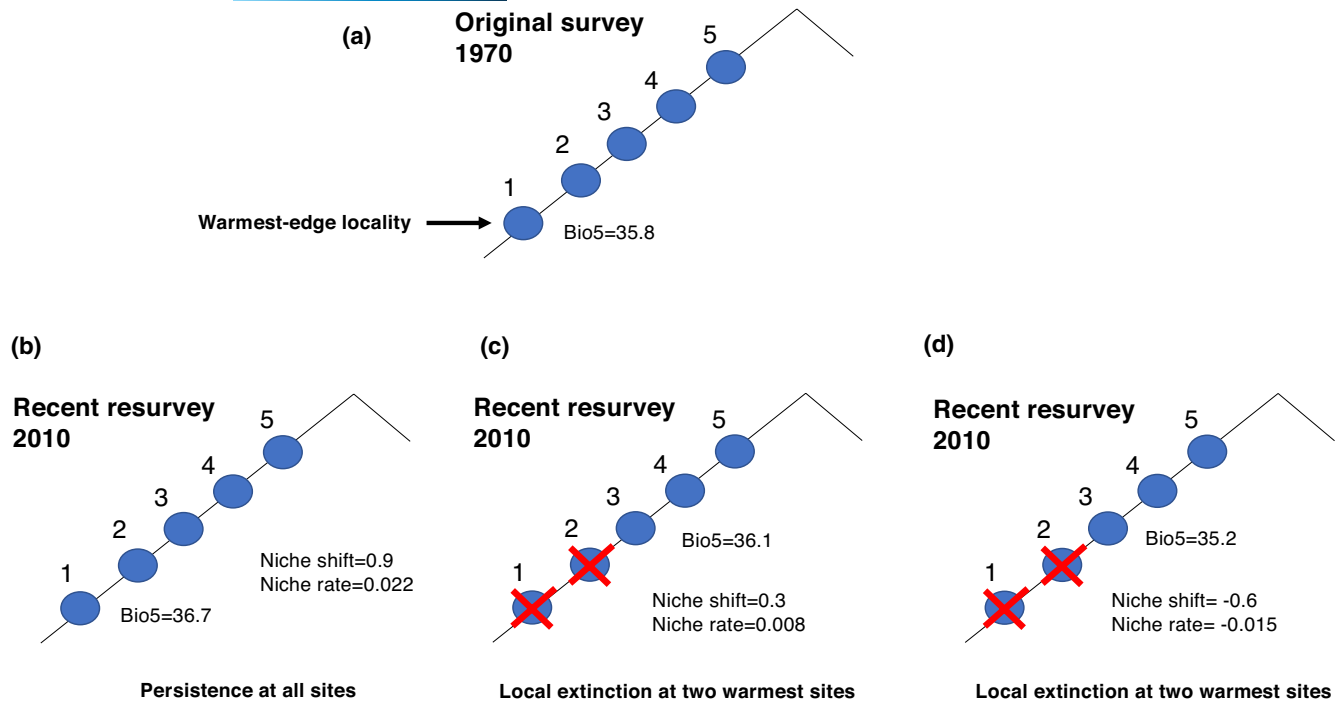 (a)
Original survey
1970
5
4
3
2
1
Warmest-edge locality
Bio5=35.8
(b)
Recent resurvey
2010
5
4
3
2
1
Niche shift=0.9
Niche rate=0.022
Bio5=36.7
Persistence at all sites
(c)
Recent resurvey
2010
5
4
3
2
1
Bio5=36.1
Niche shift=0.3
Niche rate=0.008
Local extinction at two warmest sites
(d)
Recent resurvey
2010
5
4
3
2
1
Bio5=35.2
Niche shift= -0.6
Niche rate= -0.015
Local extinction at two warmest sites